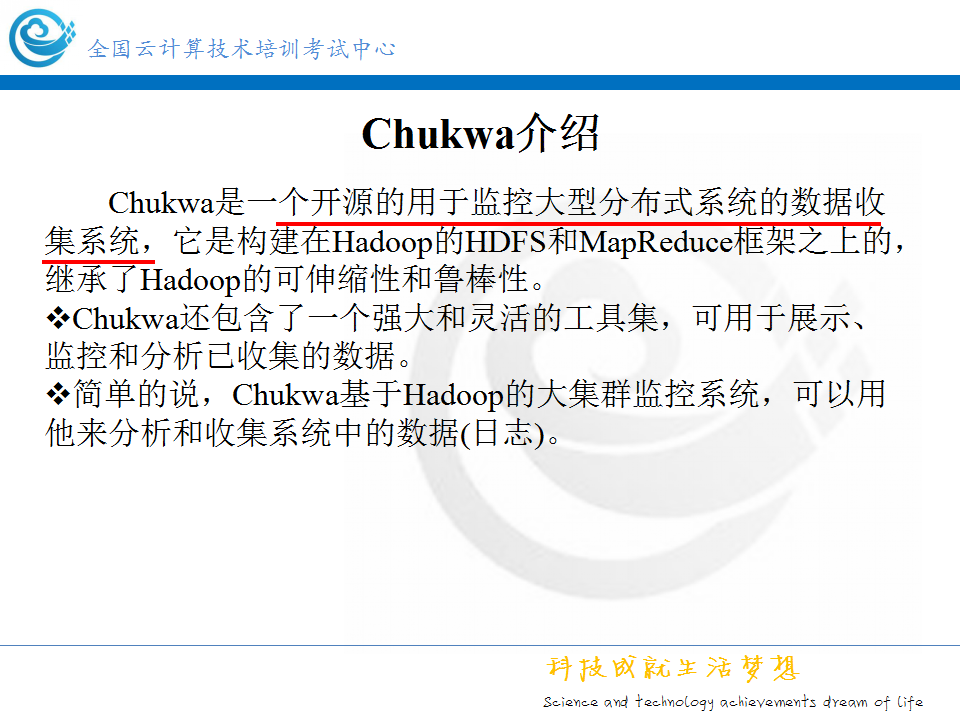 全国云计算技术培训考试中心
Chukwa介绍
Chukwa是一个开源的用于监控大型分布式系统的数据收
集系统，它是构建在Hadoop的HDFS和MapReduce框架之上的，
继承了Hadoop的可伸缩性和鲁棒性。
❖Chukwa还包含了一个强大和灵活的工具集，可用于展示、
监控和分析已收集的数据。
❖简单的说，Chukwa基于Hadoop的大集群监控系统，可以用
他来分析和收集系统中的数据(日志)。
科技成就生活梦想
Science and technology achievements dream of life